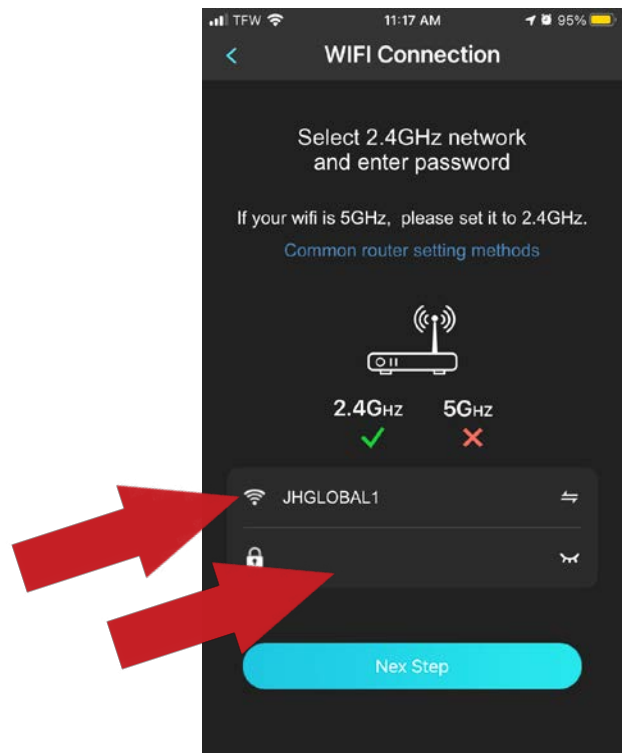 TFW 11:17 AM 95%
WIFI Connection
Select 2.4GHz network
and enter password
If your wifi is 5GHz, please set it to 2.4GHz.
Common router setting methods
2.4GHZ 5GHZ
JHGLOBAL1
Nex Step